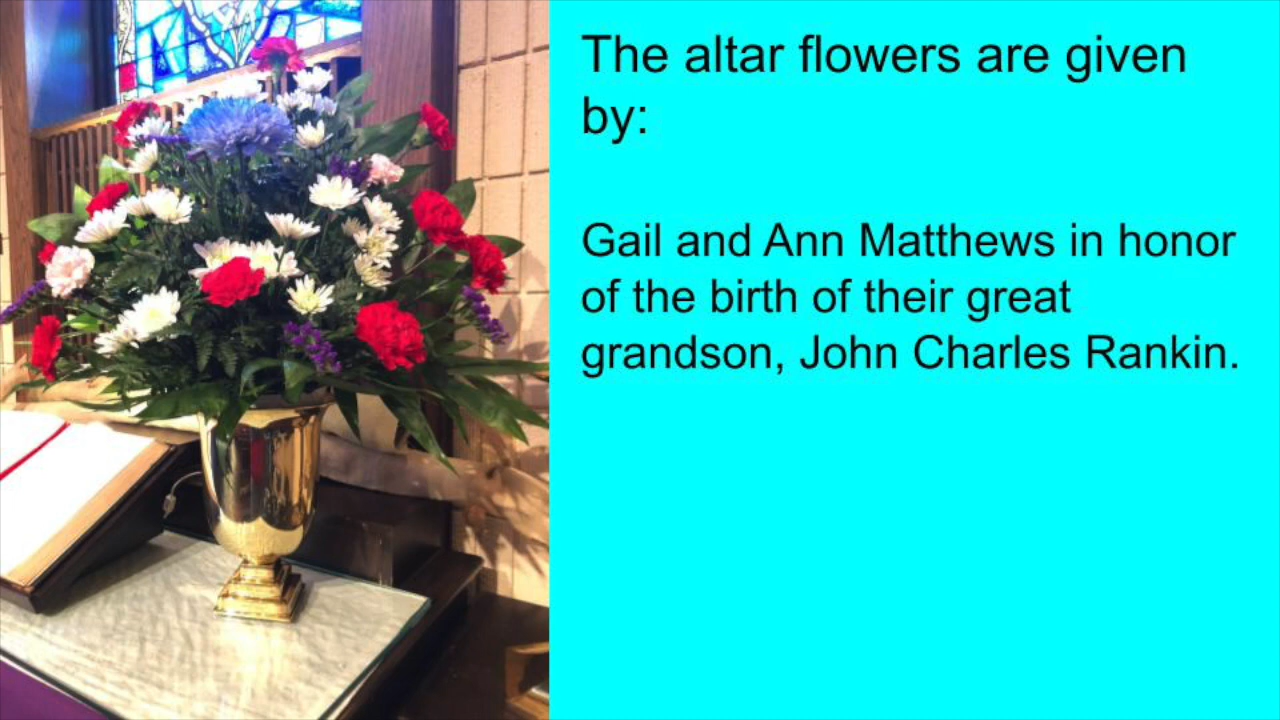 The altar flowers are given
by:
Gail and Ann Matthews in honor
of the birth of their great
grandson, John Charles Rankin.